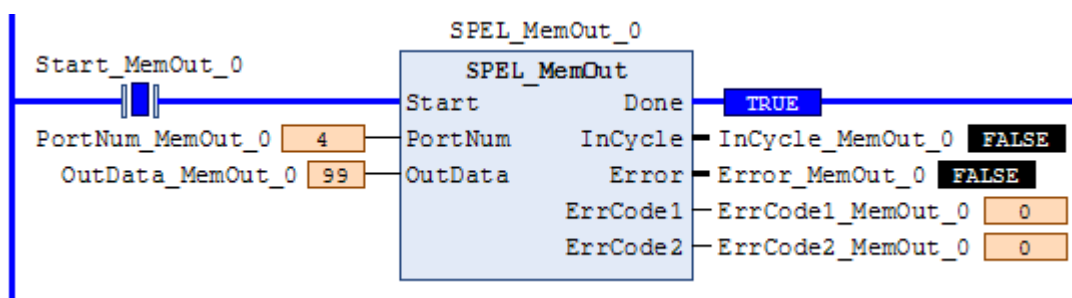 SPEL_MemOut_0
Start_MemOut_0
SPEL_MemOut
Start Done TRUE
PortNum_MemOut_0 4 PortNum InCycle InCycle_MemOut_0 FALSE
OutData_MemOut_0 99 OutData Error Error_MemOut_0 FALSE
ErrCode1 ErrCode1_MemOut_0 0
ErrCode2 ErrCode2_MemOut_0 0